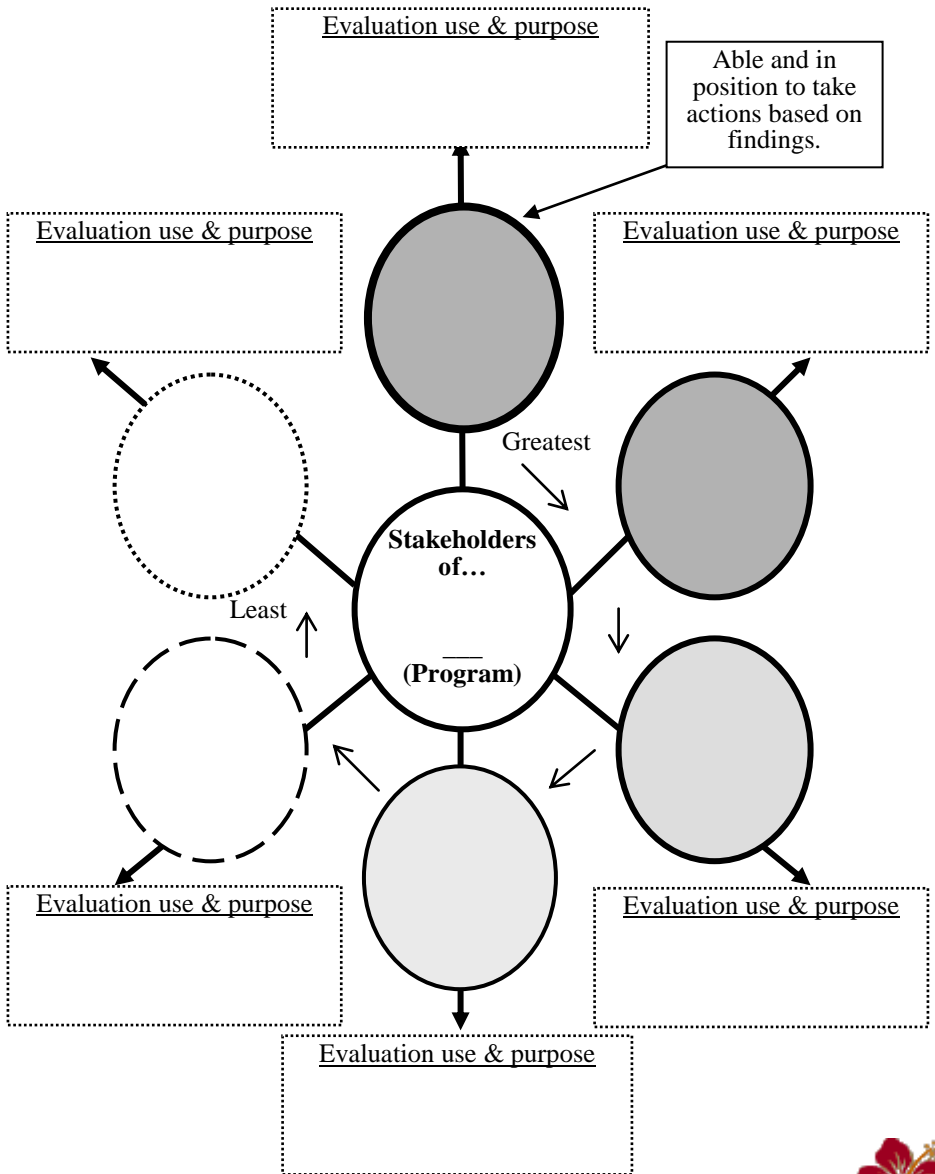 Evaluation use & purpose
Able and in
position to take
actions based on
findings.
Evaluation use & purpose
Evaluation use & purpose
Greatest
Stakeholders
of…
___
(Program)
Least
Evaluation use & purpose
Evaluation use & purpose
Evaluation use & purpose